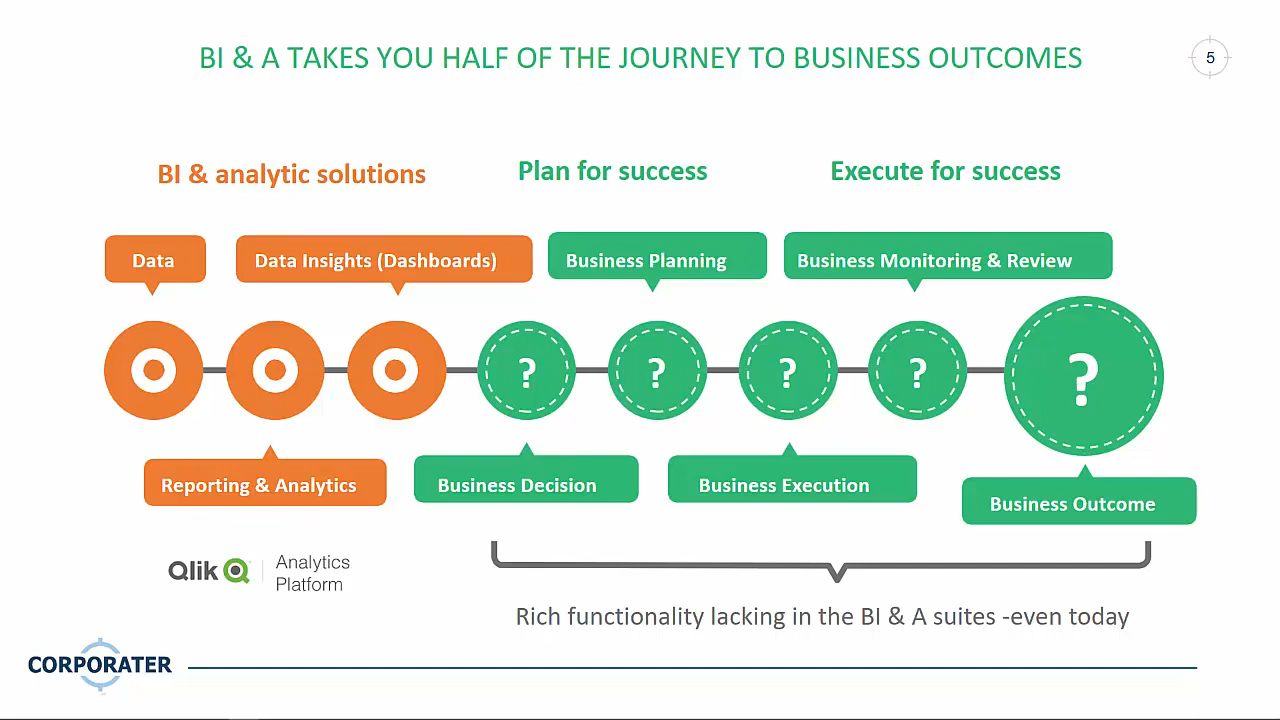 BI & A TAKES YOU HALF OF THE JOURNEY TO BUSINESS OUTCOMES
5
BI & analytic solutions
Plan for success
Execute for success
Data
Data Insights (Dashboards)
Business Planning
Business Monitoring & Review
?
?
?
?
?
Reporting & Analytics
Business Decision
Business Execution
Business Outcome
Qlik
Analytics
Platform
Rich functionality lacking in the BI & A suites -even today
CORPORATER